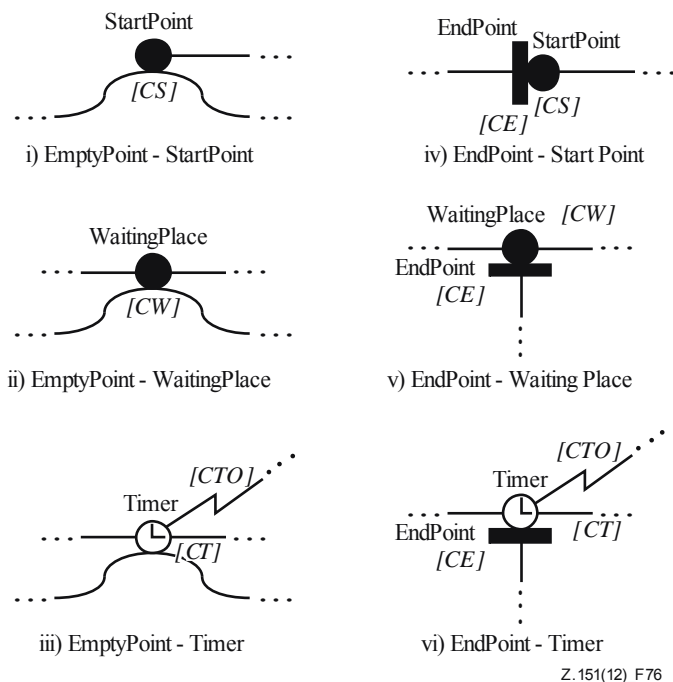 StartPoint
[CS]
i) EmptyPoint - StartPoint
EndPoint
StartPoint
[CS]
[CE]
iv) EndPoint - Start Point
WaitingPlace
[CW]
ii) EmptyPoint - WaitingPlace
WaitingPlace [CW]
EndPoint
[CE]
v) EndPoint - Waiting Place
[CTO]
Timer
[CT]
iii) EmptyPoint - Timer
[CTO]
Timer
[CT]
EndPoint
[CE]
vi) EndPoint - Timer
Z.151(12)_F76